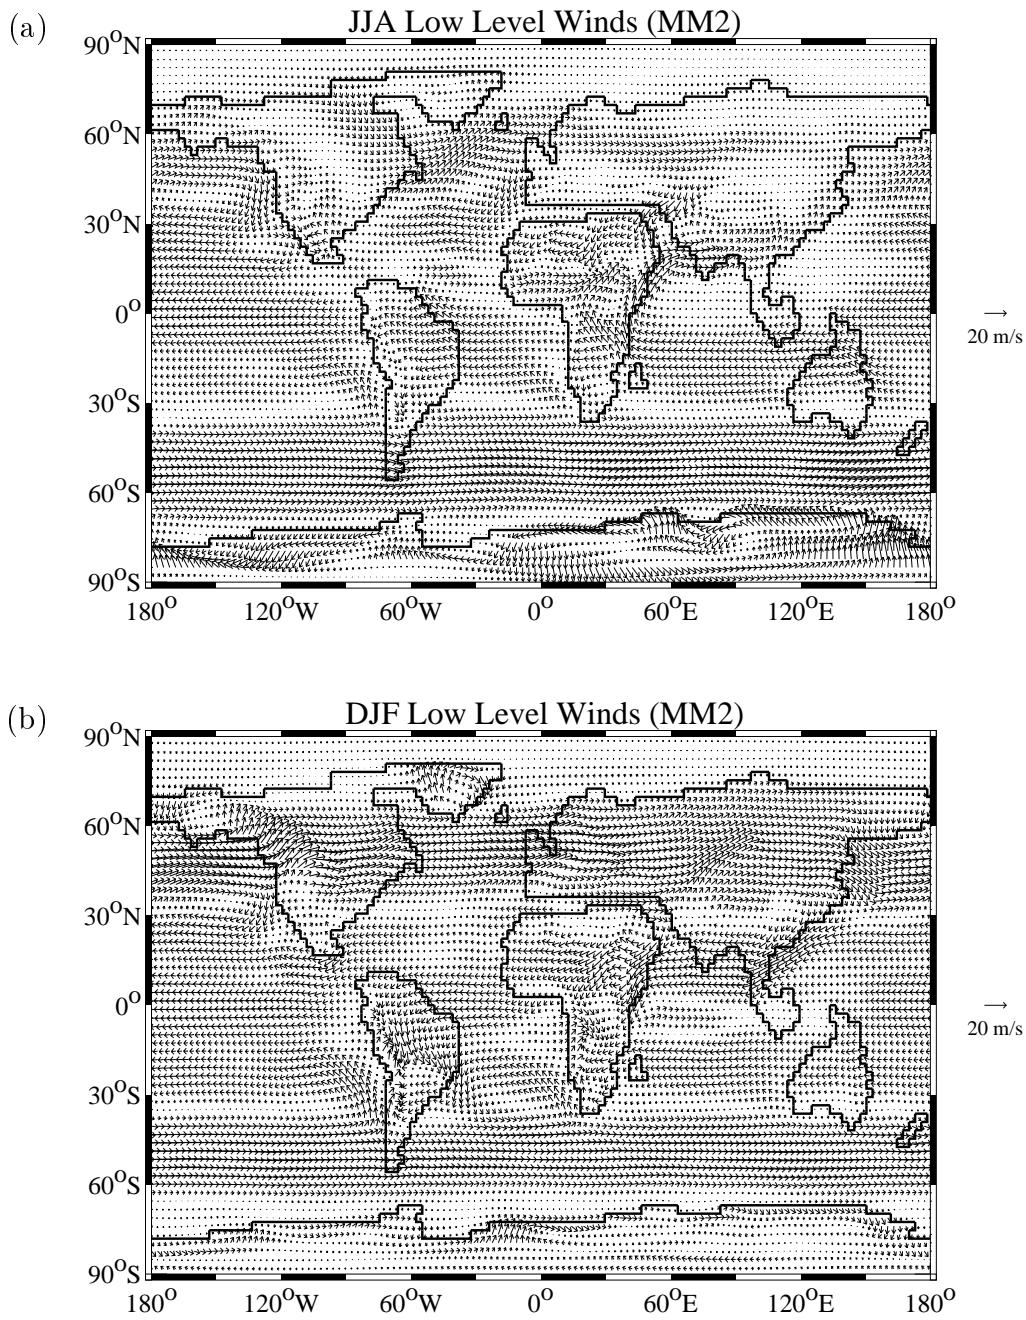 (a)
JJA Low Level Winds (MM2)
90°N
60°N
30°N
0°
30°S
60°S
90°S
180° 120°W 60°W 0° 60°E 120°E 180°
20 m/s
(b)
DJF Low Level Winds (MM2)
90°N
60°N
30°N
0°
30°S
60°S
90°S
180° 120°W 60°W 0° 60°E 120°E 180°
20 m/s